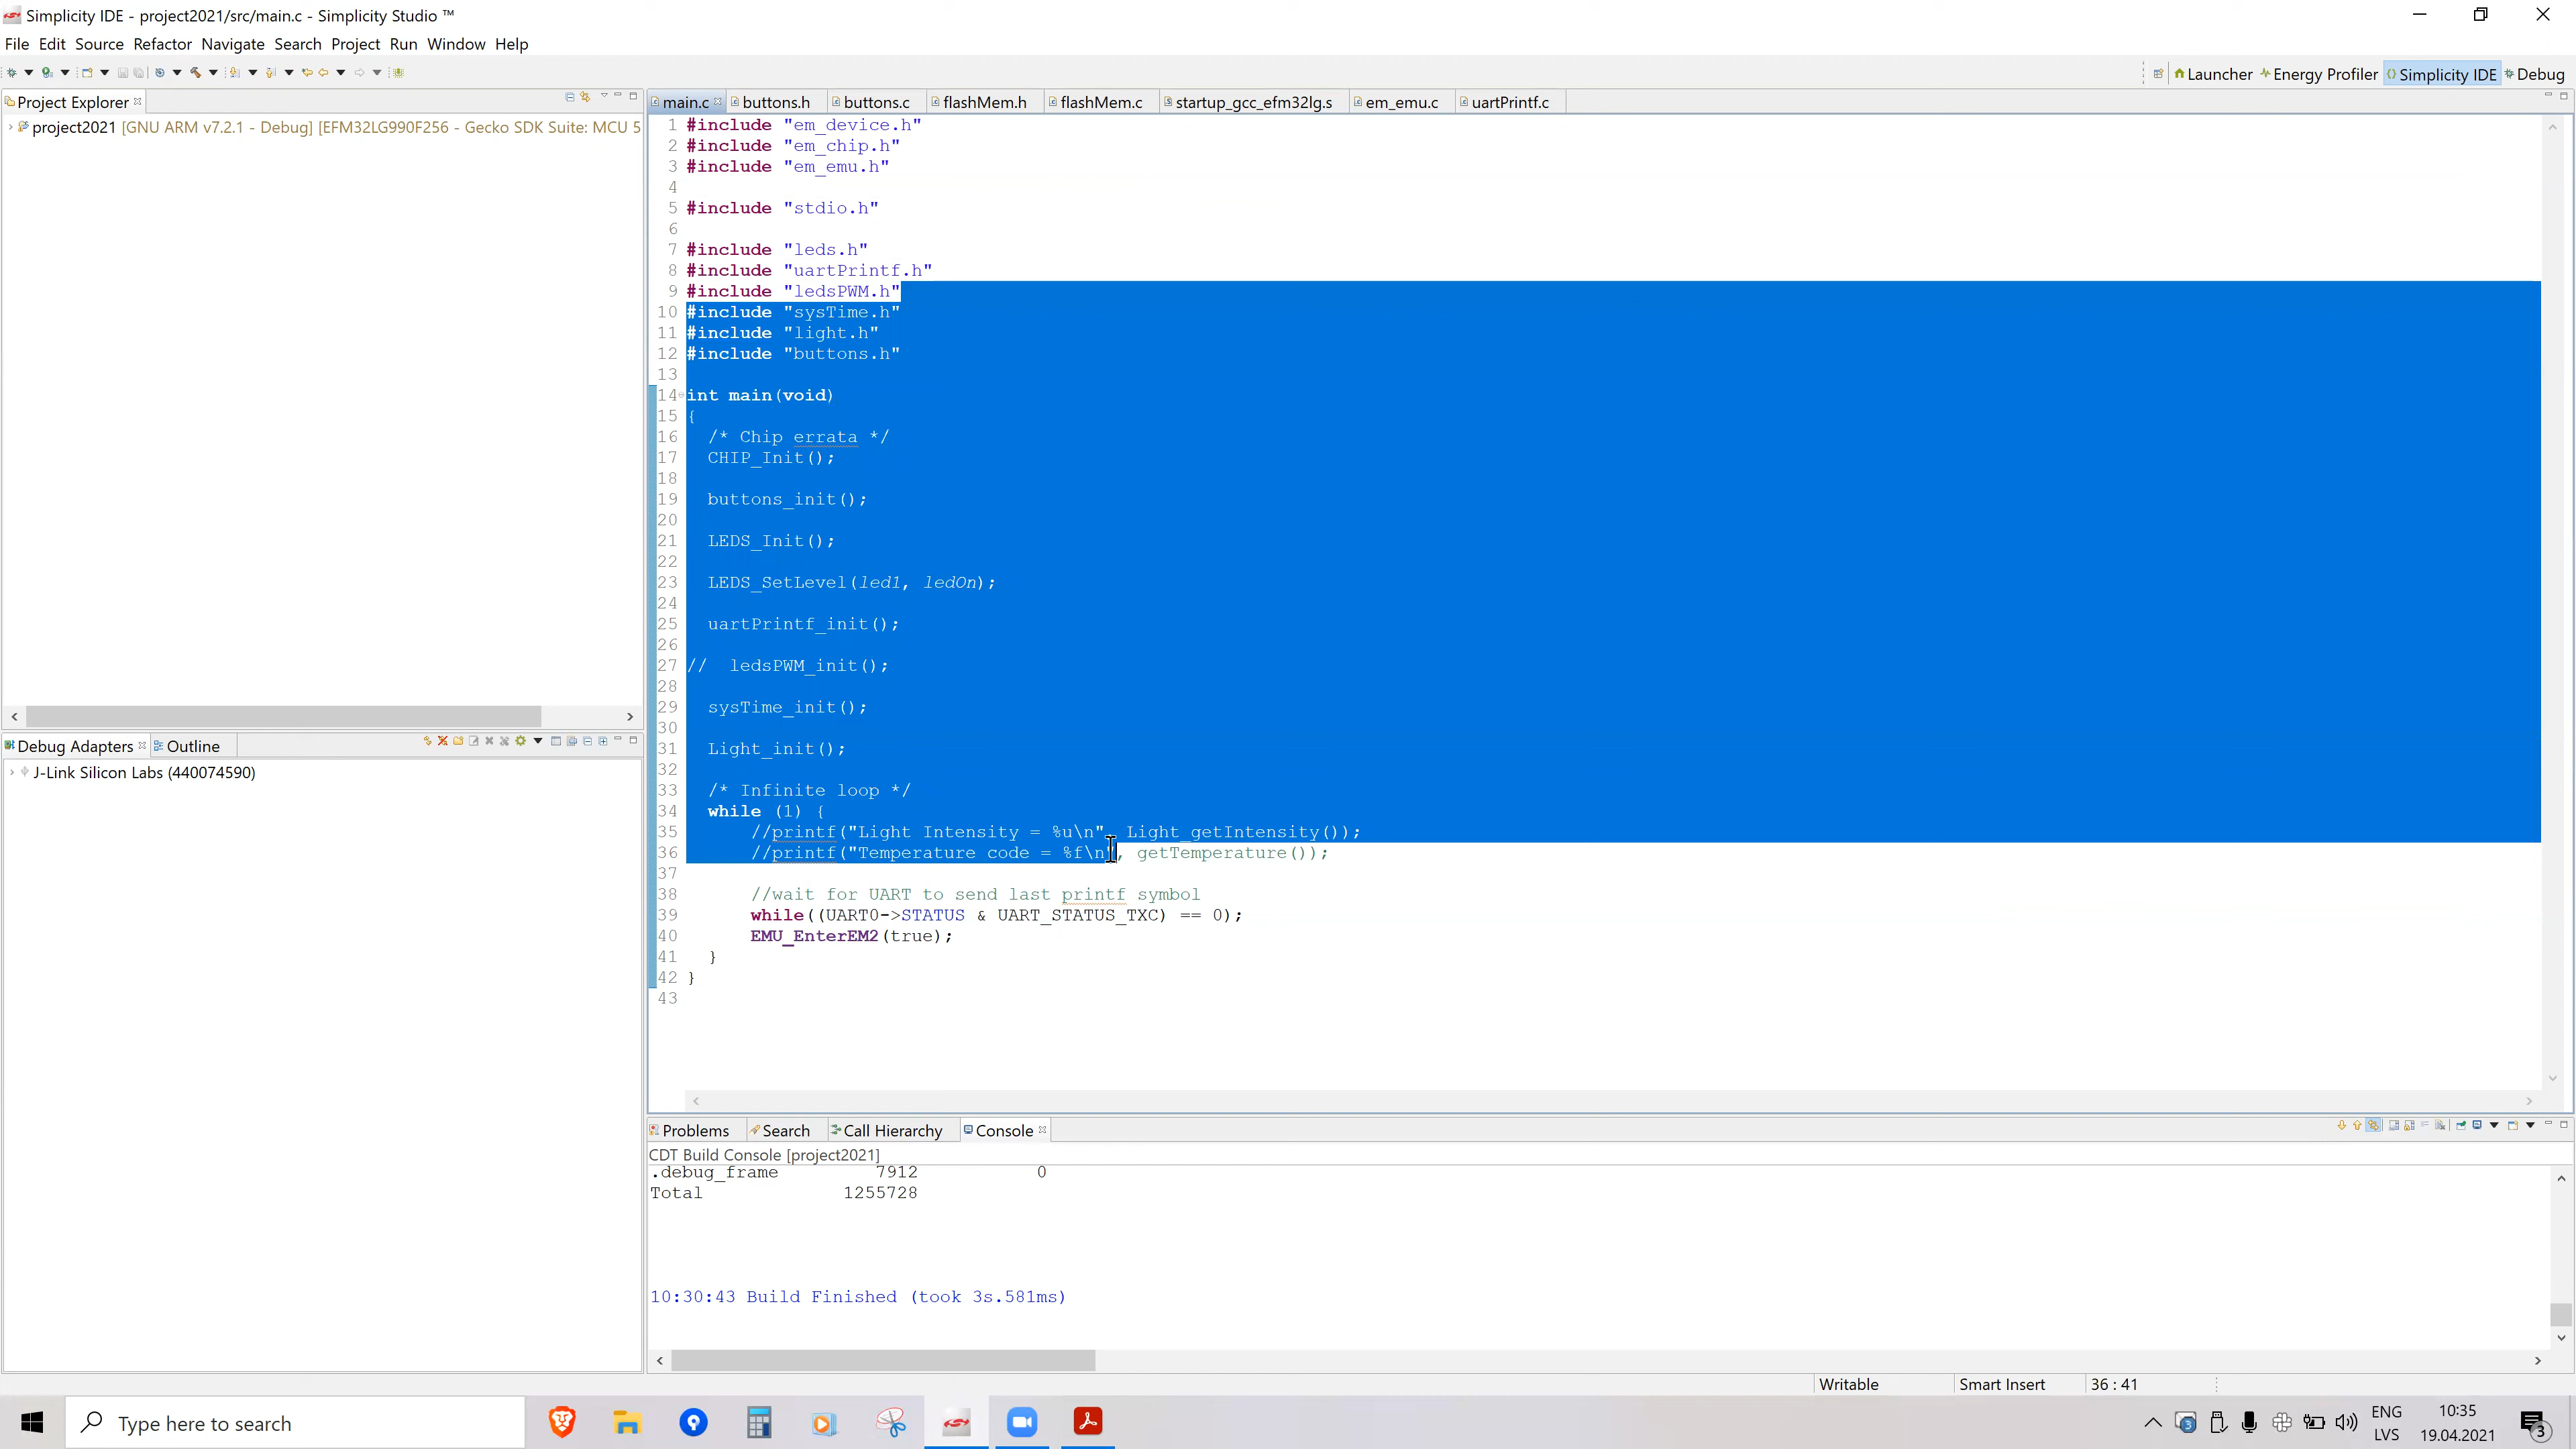 Simplicity IDE - project2021/src/main.c - Simplicity Studio ™
File Edit Source Refactor Navigate Search Project Run Window Help
Launcher Energy Profiler Simplicity IDE Debug
Project Explorer
project2021 [GNU ARM v7.2.1 - Debug] [EFM32LG990F256 - Gecko SDK Suite: MCU 5
Debug Adapters Outline
J-Link Silicon Labs (440074590)
main.c buttons.h buttons.c flashMem.h flashMem.c startup_gcc_efm32lg.s em_emu.c uartPrintf.c
1 #include "em_device.h"
2 #include "em_chip.h"
3 #include "em_emu.h"
4
5 #include "stdio.h"
6
7 #include "leds.h"
8 #include "uartPrintf.h"
9 #include "ledsPWM.h"
10 #include "sysTime.h"
11 #include "light.h"
12 #include "buttons.h"
13
14 int main(void)
15 {
16 /* Chip errata */
17 CHIP_Init();
18
19 buttons_init();
20
21 LEDS_Init();
22
23 LEDS_SetLevel(led1, ledOn);
24
25 uartPrintf_init();
26
27 // ledsPWM_init();
28
29 sysTime_init();
30
31 Light_init();
32
33 /* Infinite loop */
34 while (1) {
35 //printf("Light Intensity = %u\n", Light_getIntensity());
36 //printf("Temperature code = %f\n", getTemperature());
37
38 //wait for UART to send last printf symbol
39 while((UART0->STATUS & UART_STATUS_TXC) == 0);
40 EMU_EnterEM2(true);
41 }
42 }
43
Problems Search Call Hierarchy Console
CDT Build Console [project2021]
.debug_frame 7912 0
Total 1255728
10:30:43 Build Finished (took 3s.581ms)
Writable Smart Insert 36 : 41
Type here to search
3
ENG
LVS
10:35
19.04.2021
3